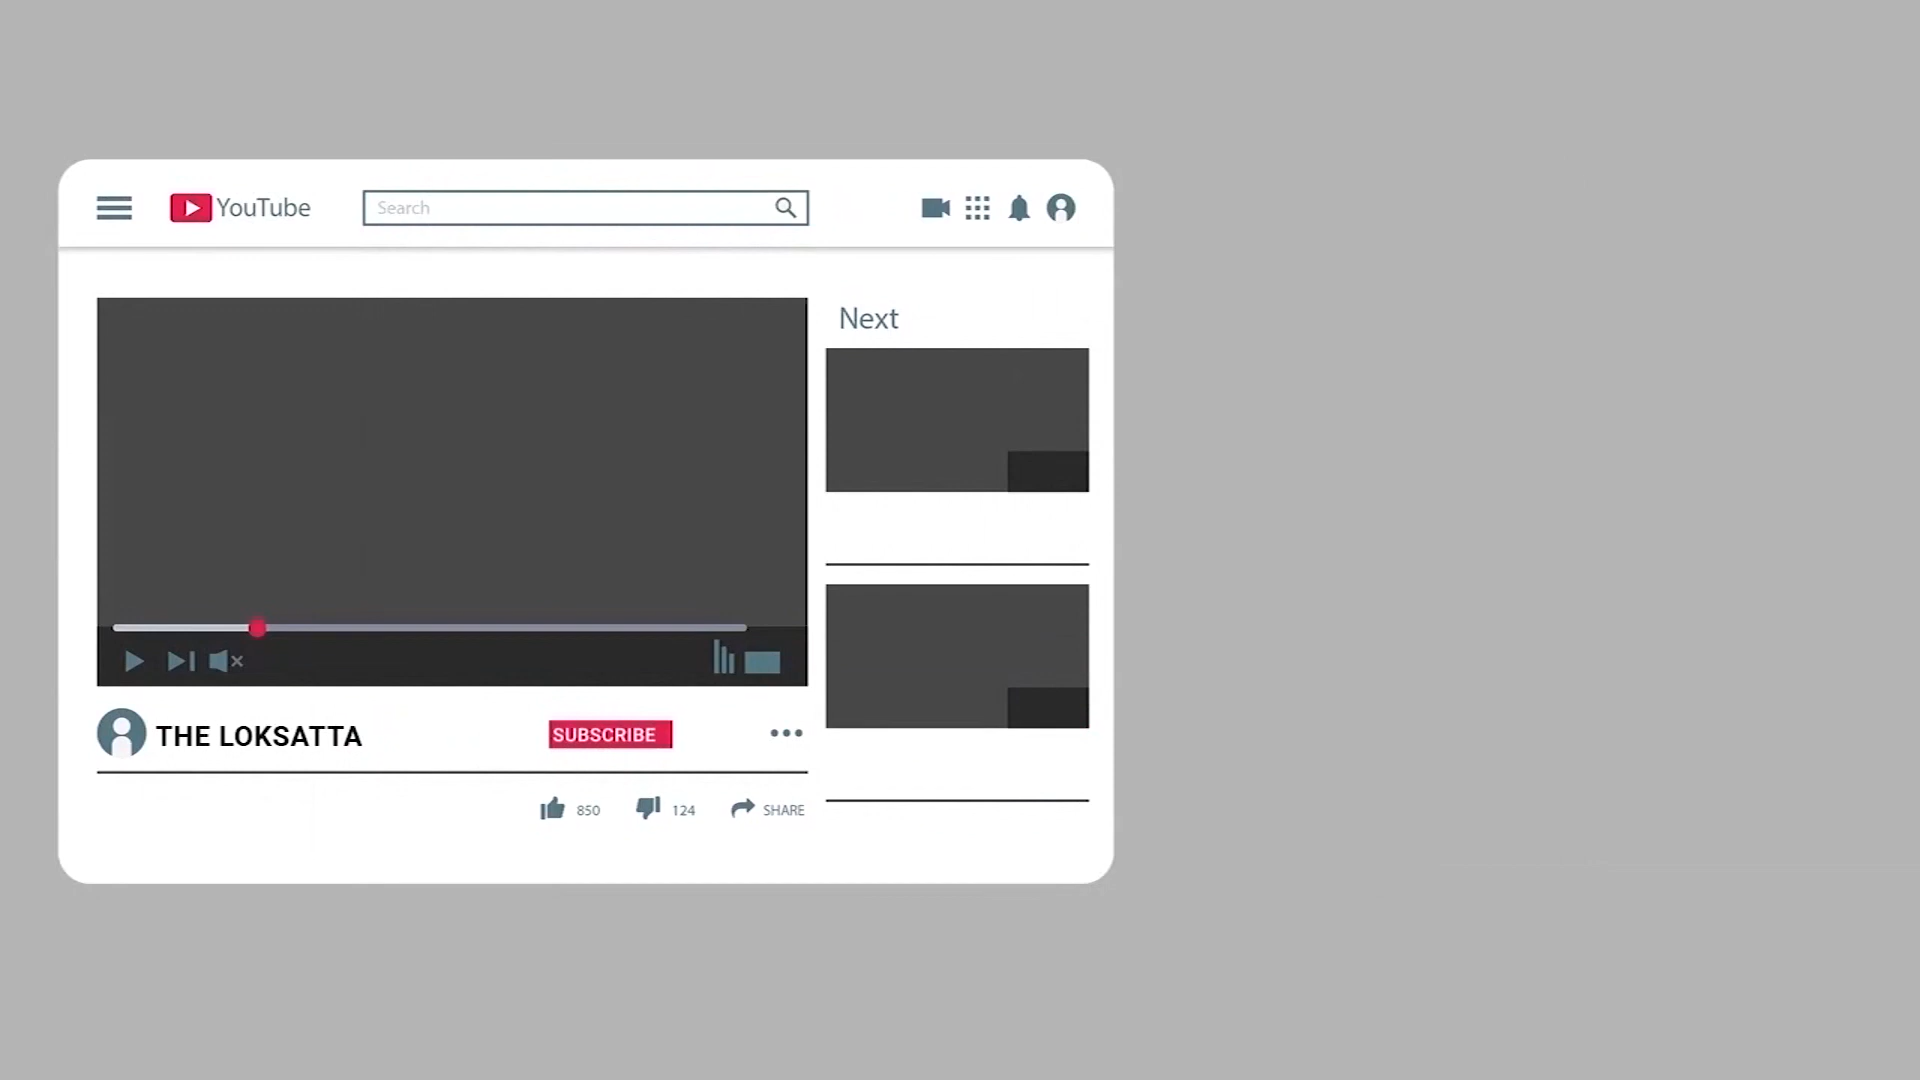 YouTube
Search
Next
THE LOKSATTA
SUBSCRIBE
850
124
SHARE